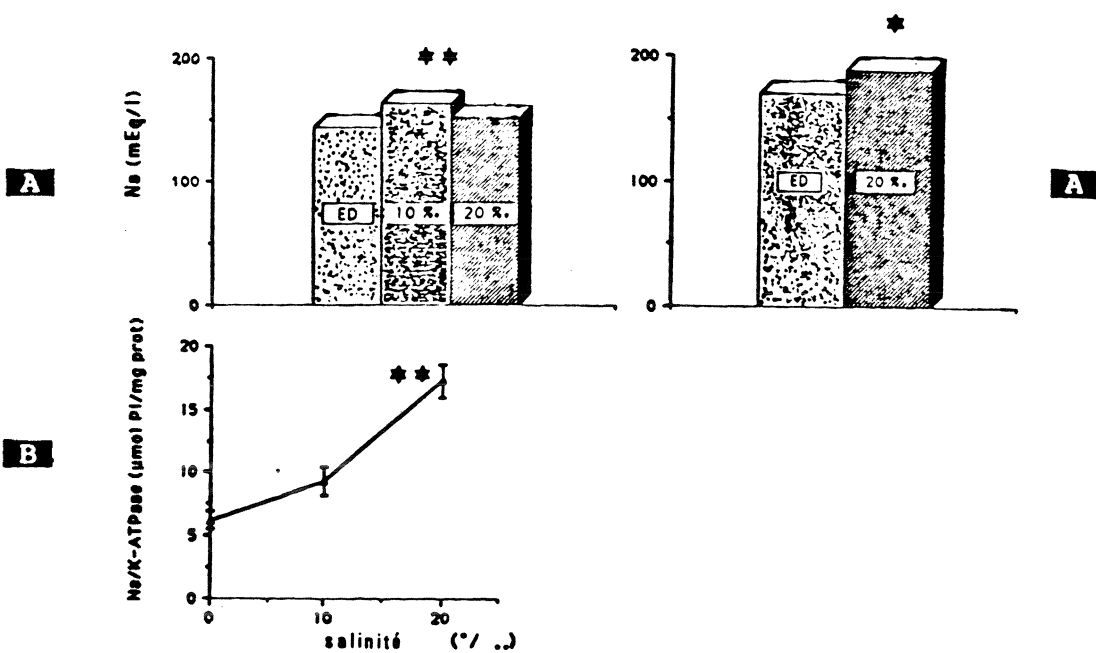 ★★
★
200
Na (mEq/l)
A
100
ED
10 ‰
20 ‰
0
200
100
ED
20 ‰
0
A
B
Na/K-ATPase (µmol Pi/mg prot)
20
15
10
5
0
★★
0 10 20
salinité (°/..)